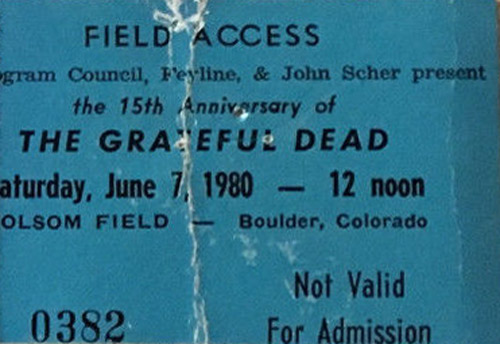 FIELD ACCESS
ogram Council, Feyline, & John Scher present
the 15th Anniversary of
THE GRATEFUL DEAD
aturday, June 7, 1980 — 12 noon
OLSOM FIELD — Boulder, Colorado
Not Valid
0382 For Admission